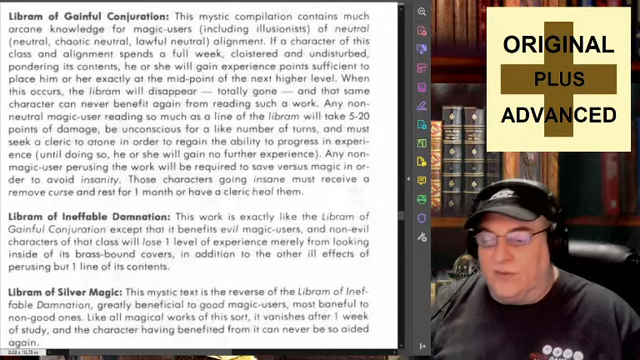 Libram of Gainful Conjuration: This mystic compilation contains much
arcane knowledge for magic-users (including illusionists) of neutral
(neutral, chaotic neutral, lawful neutral) alignment. If a character of this
class and alignment spends a full week, cloistered and undisturbed,
pondering its contents, he or she will gain experience points sufficient to
place him or her exactly at the mid-point of the next higher level. When
this occurs, the libram will disappear — totally gone — and that same
character can never benefit again from reading such a work. Any non-
neutral magic-user reading so much as a line of the libram will take 5-20
points of damage, be unconscious for a like number of turns, and must
seek a cleric to atone in order to regain the ability to progress in experi-
ence (until doing so, he or she will gain no further experience). Any non-
magic-user perusing the work will be required to save versus magic in or-
der to avoid insanity. Those characters going insane must receive a
remove curse and rest for 1 month or have a cleric heal them.
Libram of Ineffable Damnation: This work is exactly like the Libram of
Gainful Conjuration except that it benefits evil magic-users, and non-evil
characters of that class will lose 1 level of experience merely from looking
inside of its brass-bound covers, in addition to the other ill effects of
perusing but 1 line of its contents.
Libram of Silver Magic: This mystic text is the reverse of the Libram of Inef-
fable Damnation, greatly beneficial to good magic-users, most baneful to
non-good ones. Like all magical works of this sort, it vanishes after 1 week
of study, and the character having benefited from it can never be so aided
again.
ORIGINAL
PLUS
ADVANCED